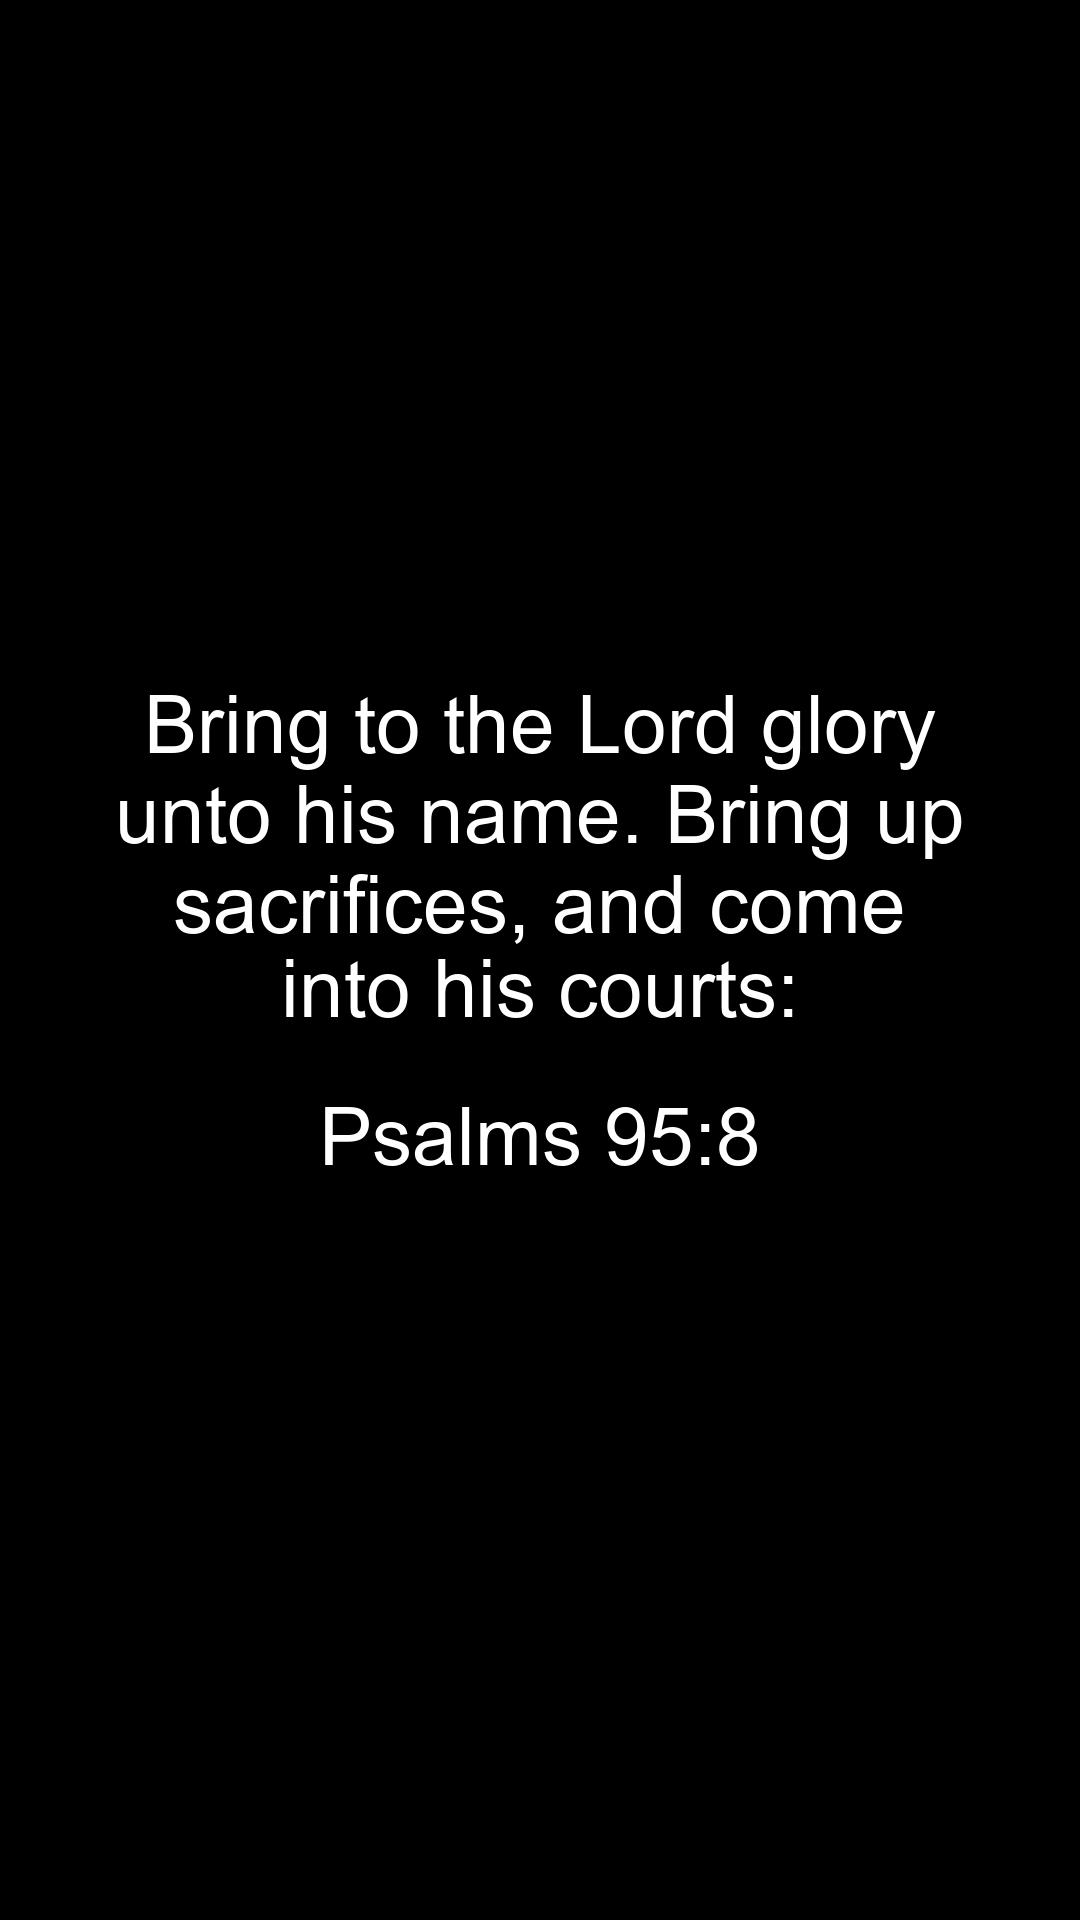 Bring to the Lord glory
unto his name. Bring up
sacrifices, and come
into his courts:
Psalms 95:8